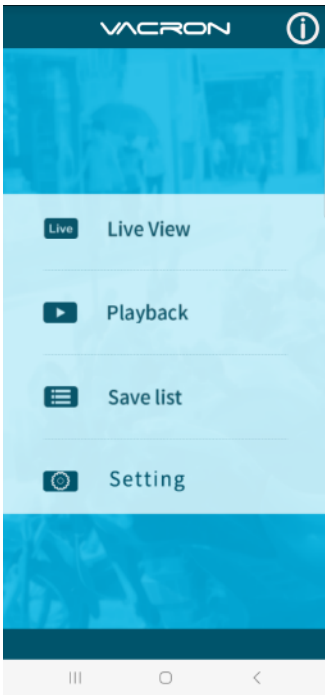 VACRON
Live
Live View
Playback
Save list
Setting